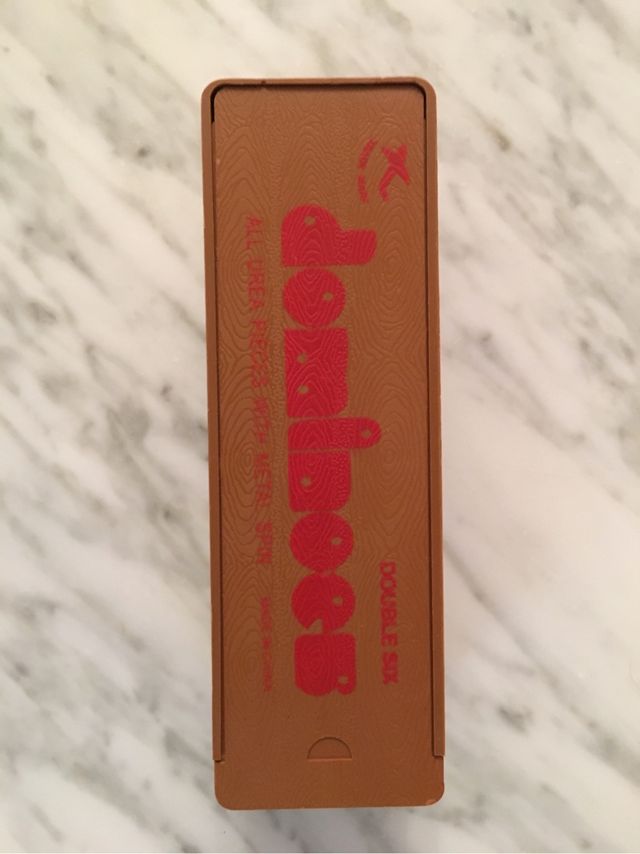 DOUBLE SIX
dominoes
ALL UREA PIECES WITH METAL SPIN
MADE IN CHINA